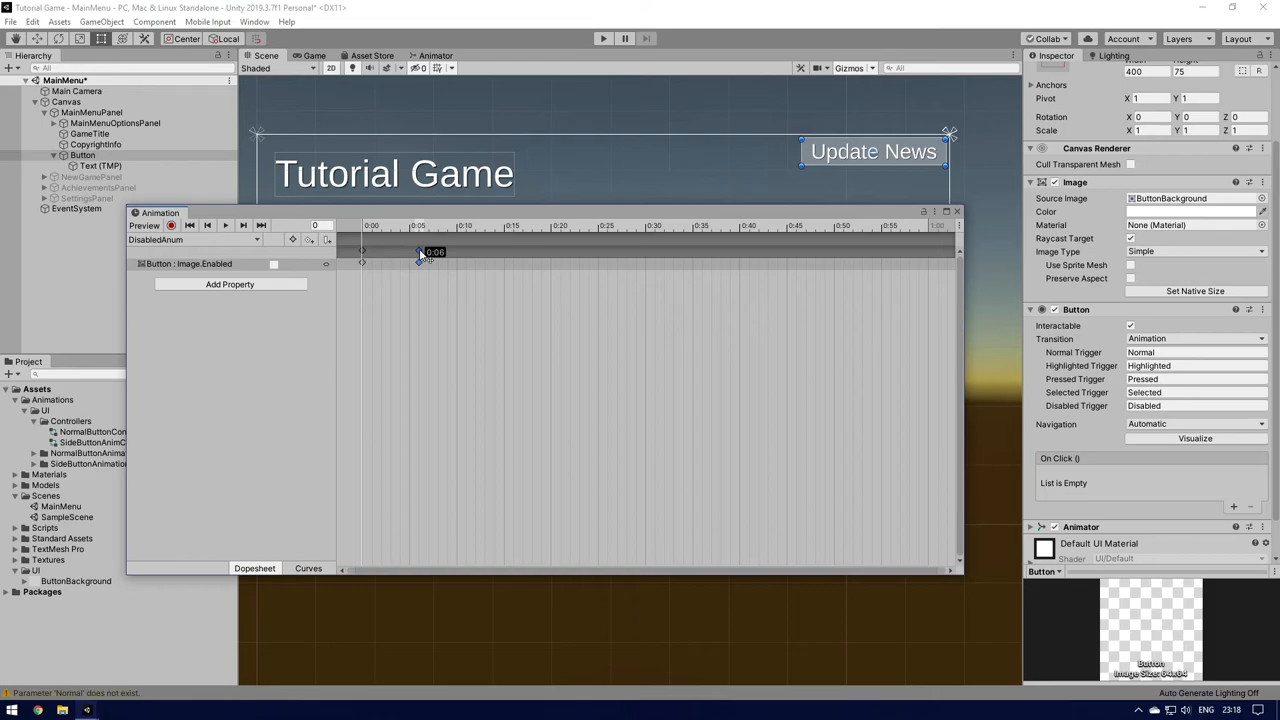 Tutorial Game - MainMenu - PC, Mac & Linux Standalone - Unity 2019.3.7f1 Personal* <DX11>
File Edit Assets GameObject Component Mobile Input Window Help
Center Local Collab Account Layers Layout
Hierarchy Scene Game Asset Store Animator Inspector Lighting
All Shaded 2D 0 Gizmos All Width Height
400 75
MainMenu*
Main Camera
Canvas
MainMenuPanel
MainMenuOptionsPanel
GameTitle
CopyrightInfo
Button
Text (TMP)
NewGamePanel
AchievementsPanel
SettingsPanel
EventSystem
Tutorial Game
Update News
Animation
Preview 0 0:00 0:05 0:10 0:15 0:20 0:25 0:30 0:35 0:40 0:45 0:50 0:55 1:00
DisabledAnum
0:06
Button : Image.Enabled
Add Property
Dopesheet Curves
Project
Assets
Animations
UI
Controllers
NormalButtonCon
SideButtonAnimC
NormalButtonAnima
SideButtonAnimation
Materials
Models
Scenes
MainMenu
SampleScene
Scripts
Standard Assets
TextMesh Pro
Textures
UI
ButtonBackground
Packages
Anchors
Pivot X 1 Y 1
Rotation X 0 Y 0 Z 0
Scale X 1 Y 1 Z 1
Canvas Renderer
Cull Transparent Mesh
Image
Source Image ButtonBackground
Color
Material None (Material)
Raycast Target
Image Type Simple
Use Sprite Mesh
Preserve Aspect
Set Native Size
Button
Interactable
Transition Animation
Normal Trigger Normal
Highlighted Trigger Highlighted
Pressed Trigger Pressed
Selected Trigger Selected
Disabled Trigger Disabled
Navigation Automatic
Visualize
On Click ()
List is Empty
Animator
Default UI Material
Shader UI/Default
Button
Button
Image Size: 64x64
Parameter 'Normal' does not exist.
Auto Generate Lighting Off
ENG 23:18